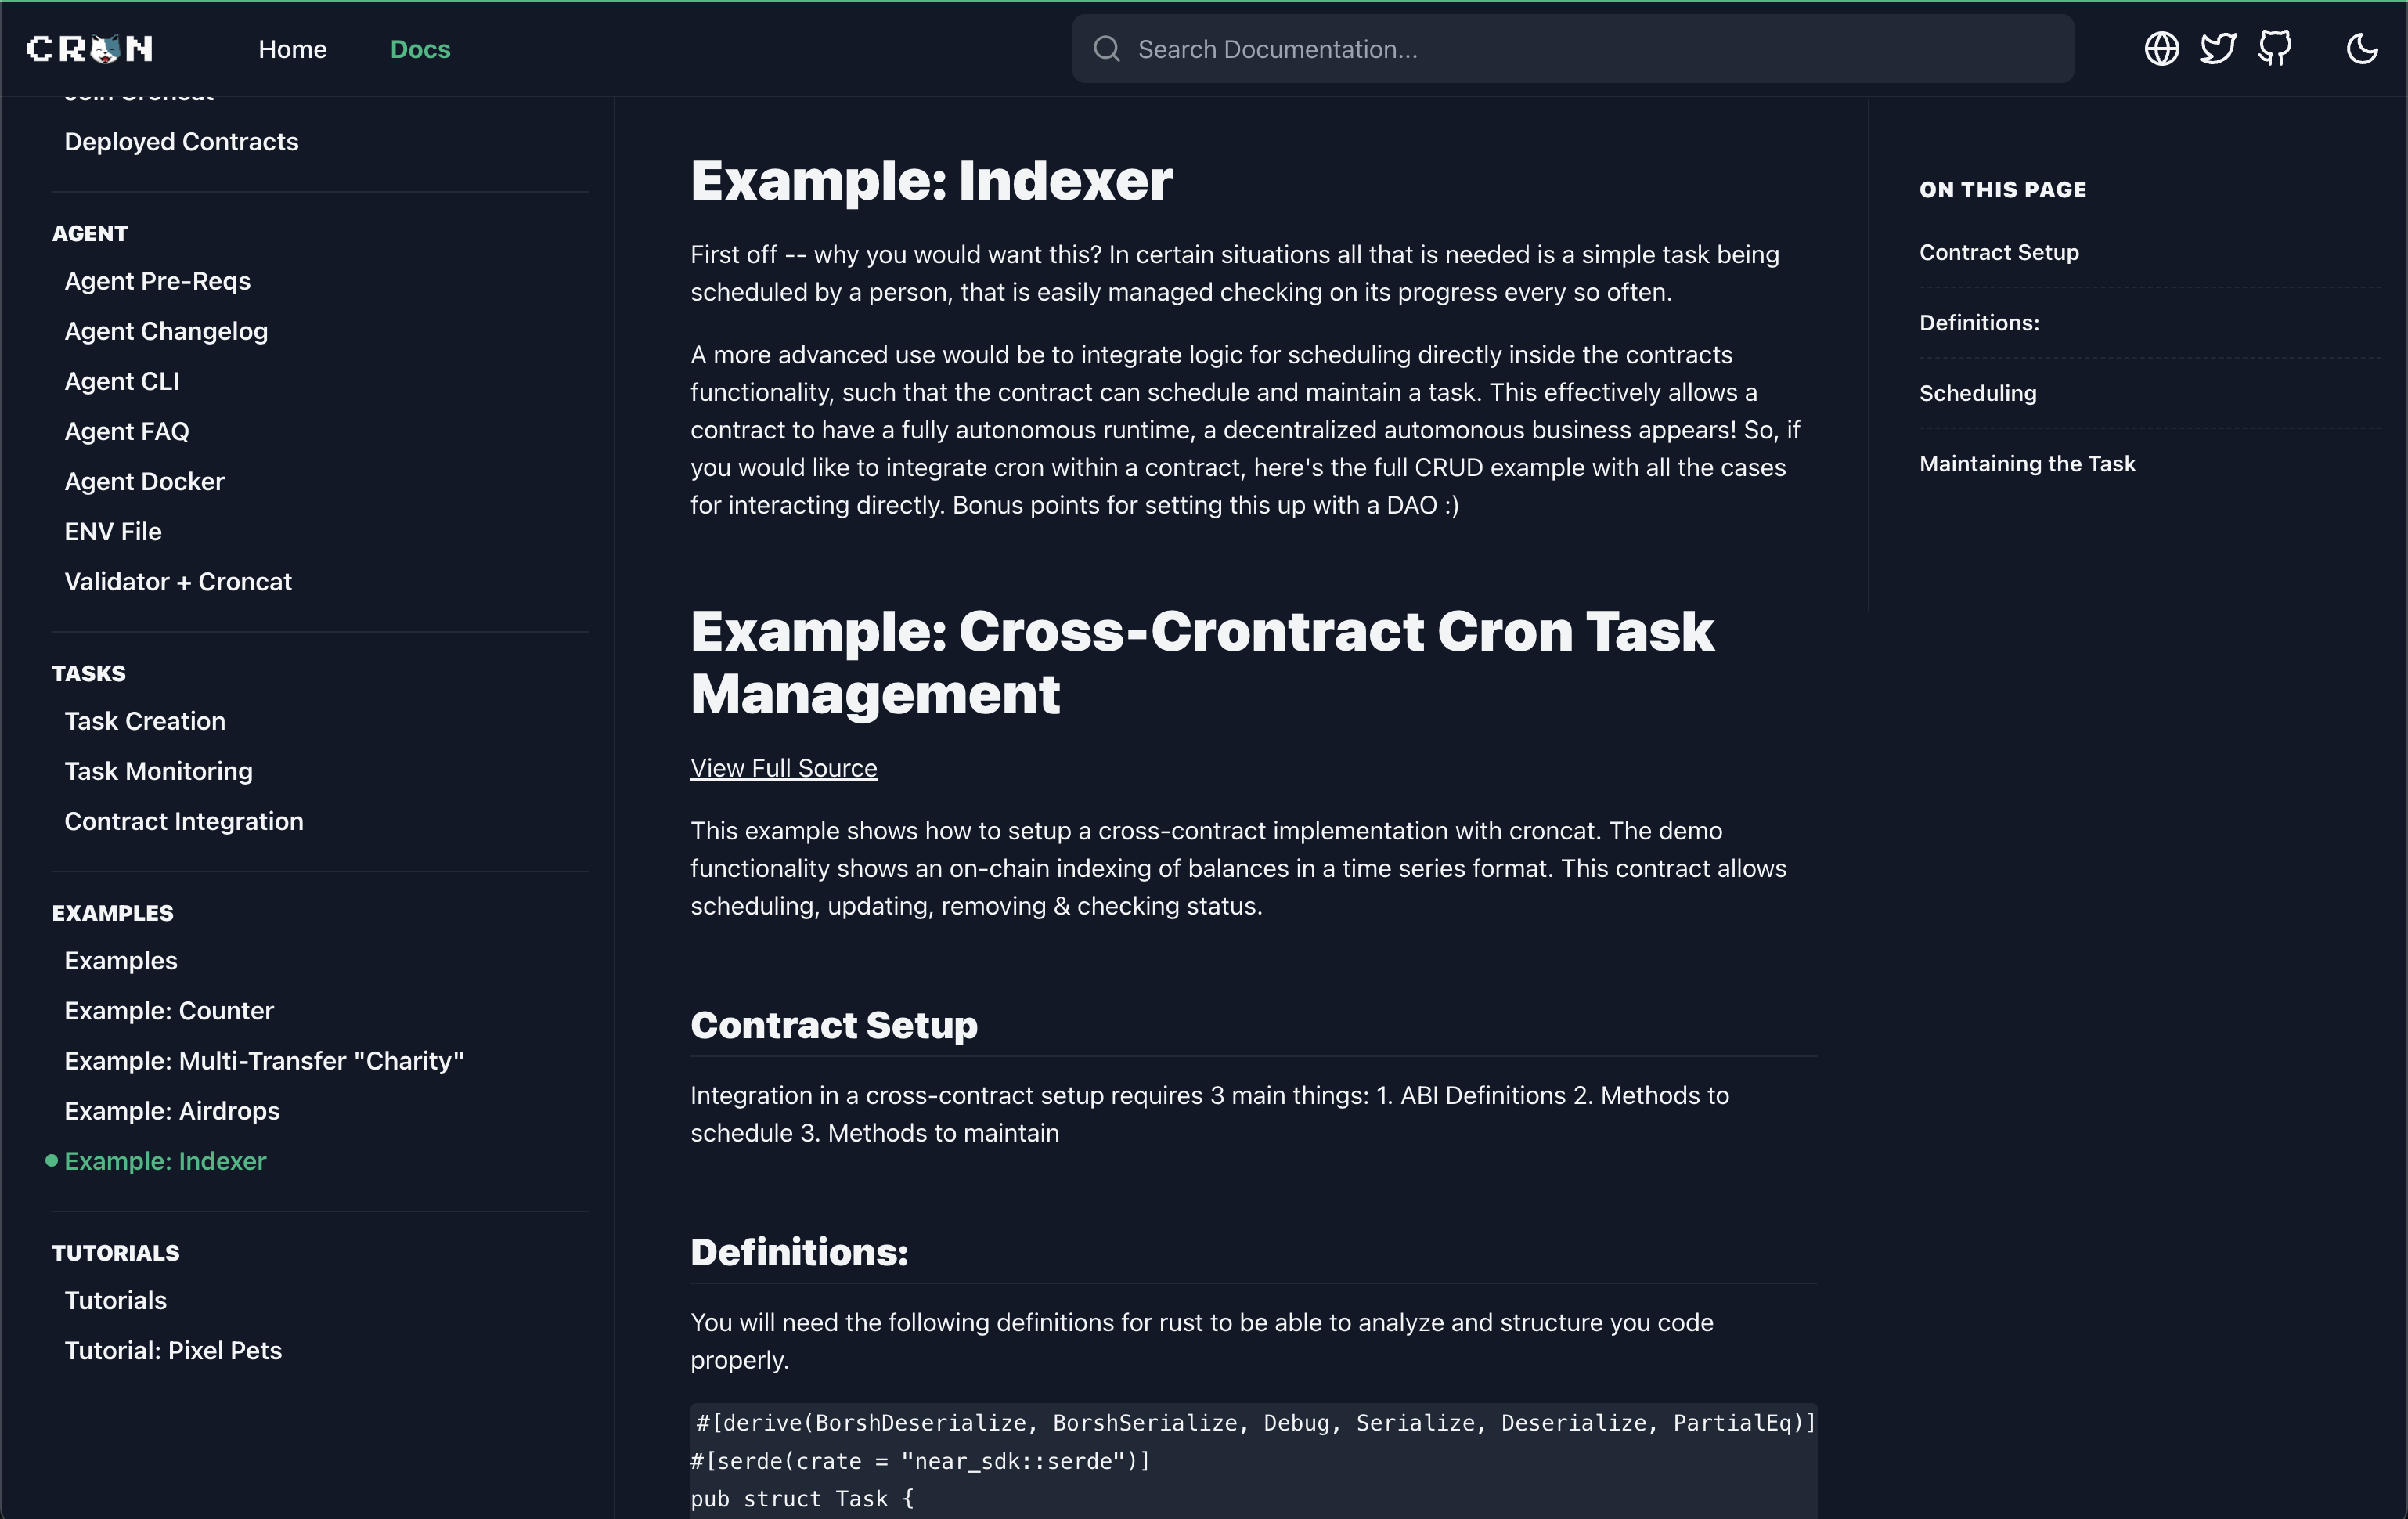 CRON
Home
Docs
Search Documentation...
Join Croncat
Deployed Contracts
AGENT
Agent Pre-Reqs
Agent Changelog
Agent CLI
Agent FAQ
Agent Docker
ENV File
Validator + Croncat
TASKS
Task Creation
Task Monitoring
Contract Integration
EXAMPLES
Examples
Example: Counter
Example: Multi-Transfer "Charity"
Example: Airdrops
Example: Indexer
TUTORIALS
Tutorials
Tutorial: Pixel Pets
Example: Indexer
First off -- why you would want this? In certain situations all that is needed is a simple task being
scheduled by a person, that is easily managed checking on its progress every so often.
A more advanced use would be to integrate logic for scheduling directly inside the contracts
functionality, such that the contract can schedule and maintain a task. This effectively allows a
contract to have a fully autonomous runtime, a decentralized automonous business appears! So, if
you would like to integrate cron within a contract, here's the full CRUD example with all the cases
for interacting directly. Bonus points for setting this up with a DAO :)
Example: Cross-Crontract Cron Task
Management
View Full Source
This example shows how to setup a cross-contract implementation with croncat. The demo
functionality shows an on-chain indexing of balances in a time series format. This contract allows
scheduling, updating, removing & checking status.
Contract Setup
Integration in a cross-contract setup requires 3 main things: 1. ABI Definitions 2. Methods to
schedule 3. Methods to maintain
Definitions:
You will need the following definitions for rust to be able to analyze and structure you code
properly.
#[derive(BorshDeserialize, BorshSerialize, Debug, Serialize, Deserialize, PartialEq)]
#[serde(crate = "near_sdk::serde")]
pub struct Task {
ON THIS PAGE
Contract Setup
Definitions:
Scheduling
Maintaining the Task